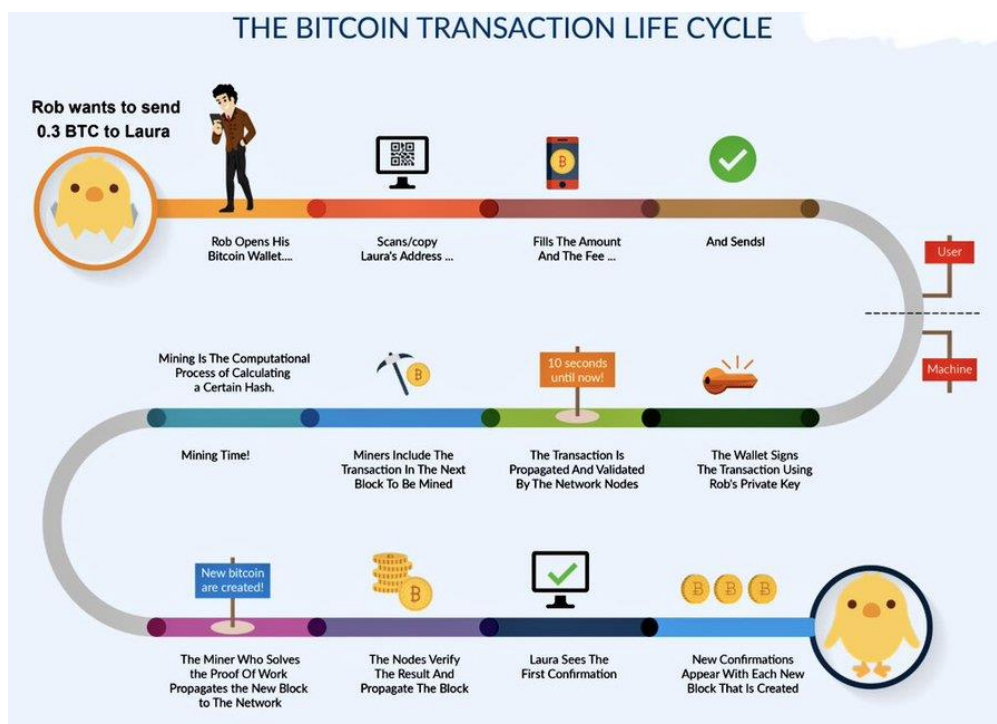 THE BITCOIN TRANSACTION LIFE CYCLE
Rob wants to send
0.3 BTC to Laura
Rob Opens His
Bitcoin Wallet....
Scans/copy
Laura's Address ...
Fills The Amount
And The Fee ...
And Sends!
User
Machine
10 seconds
until now!
The Wallet Signs
The Transaction Using
Rob's Private Key
The Transaction Is
Propagated And Validated
By The Network Nodes
Miners Include The
Transaction In The Next
Block To Be Mined
Mining Is The Computational
Process of Calculating
a Certain Hash.
Mining Time!
New bitcoin
are created!
The Miner Who Solves
the Proof Of Work
Propagates the New Block
to The Network
The Nodes Verify
The Result And
Propagate The Block
Laura Sees The
First Confirmation
New Confirmations
Appear With Each New
Block That Is Created